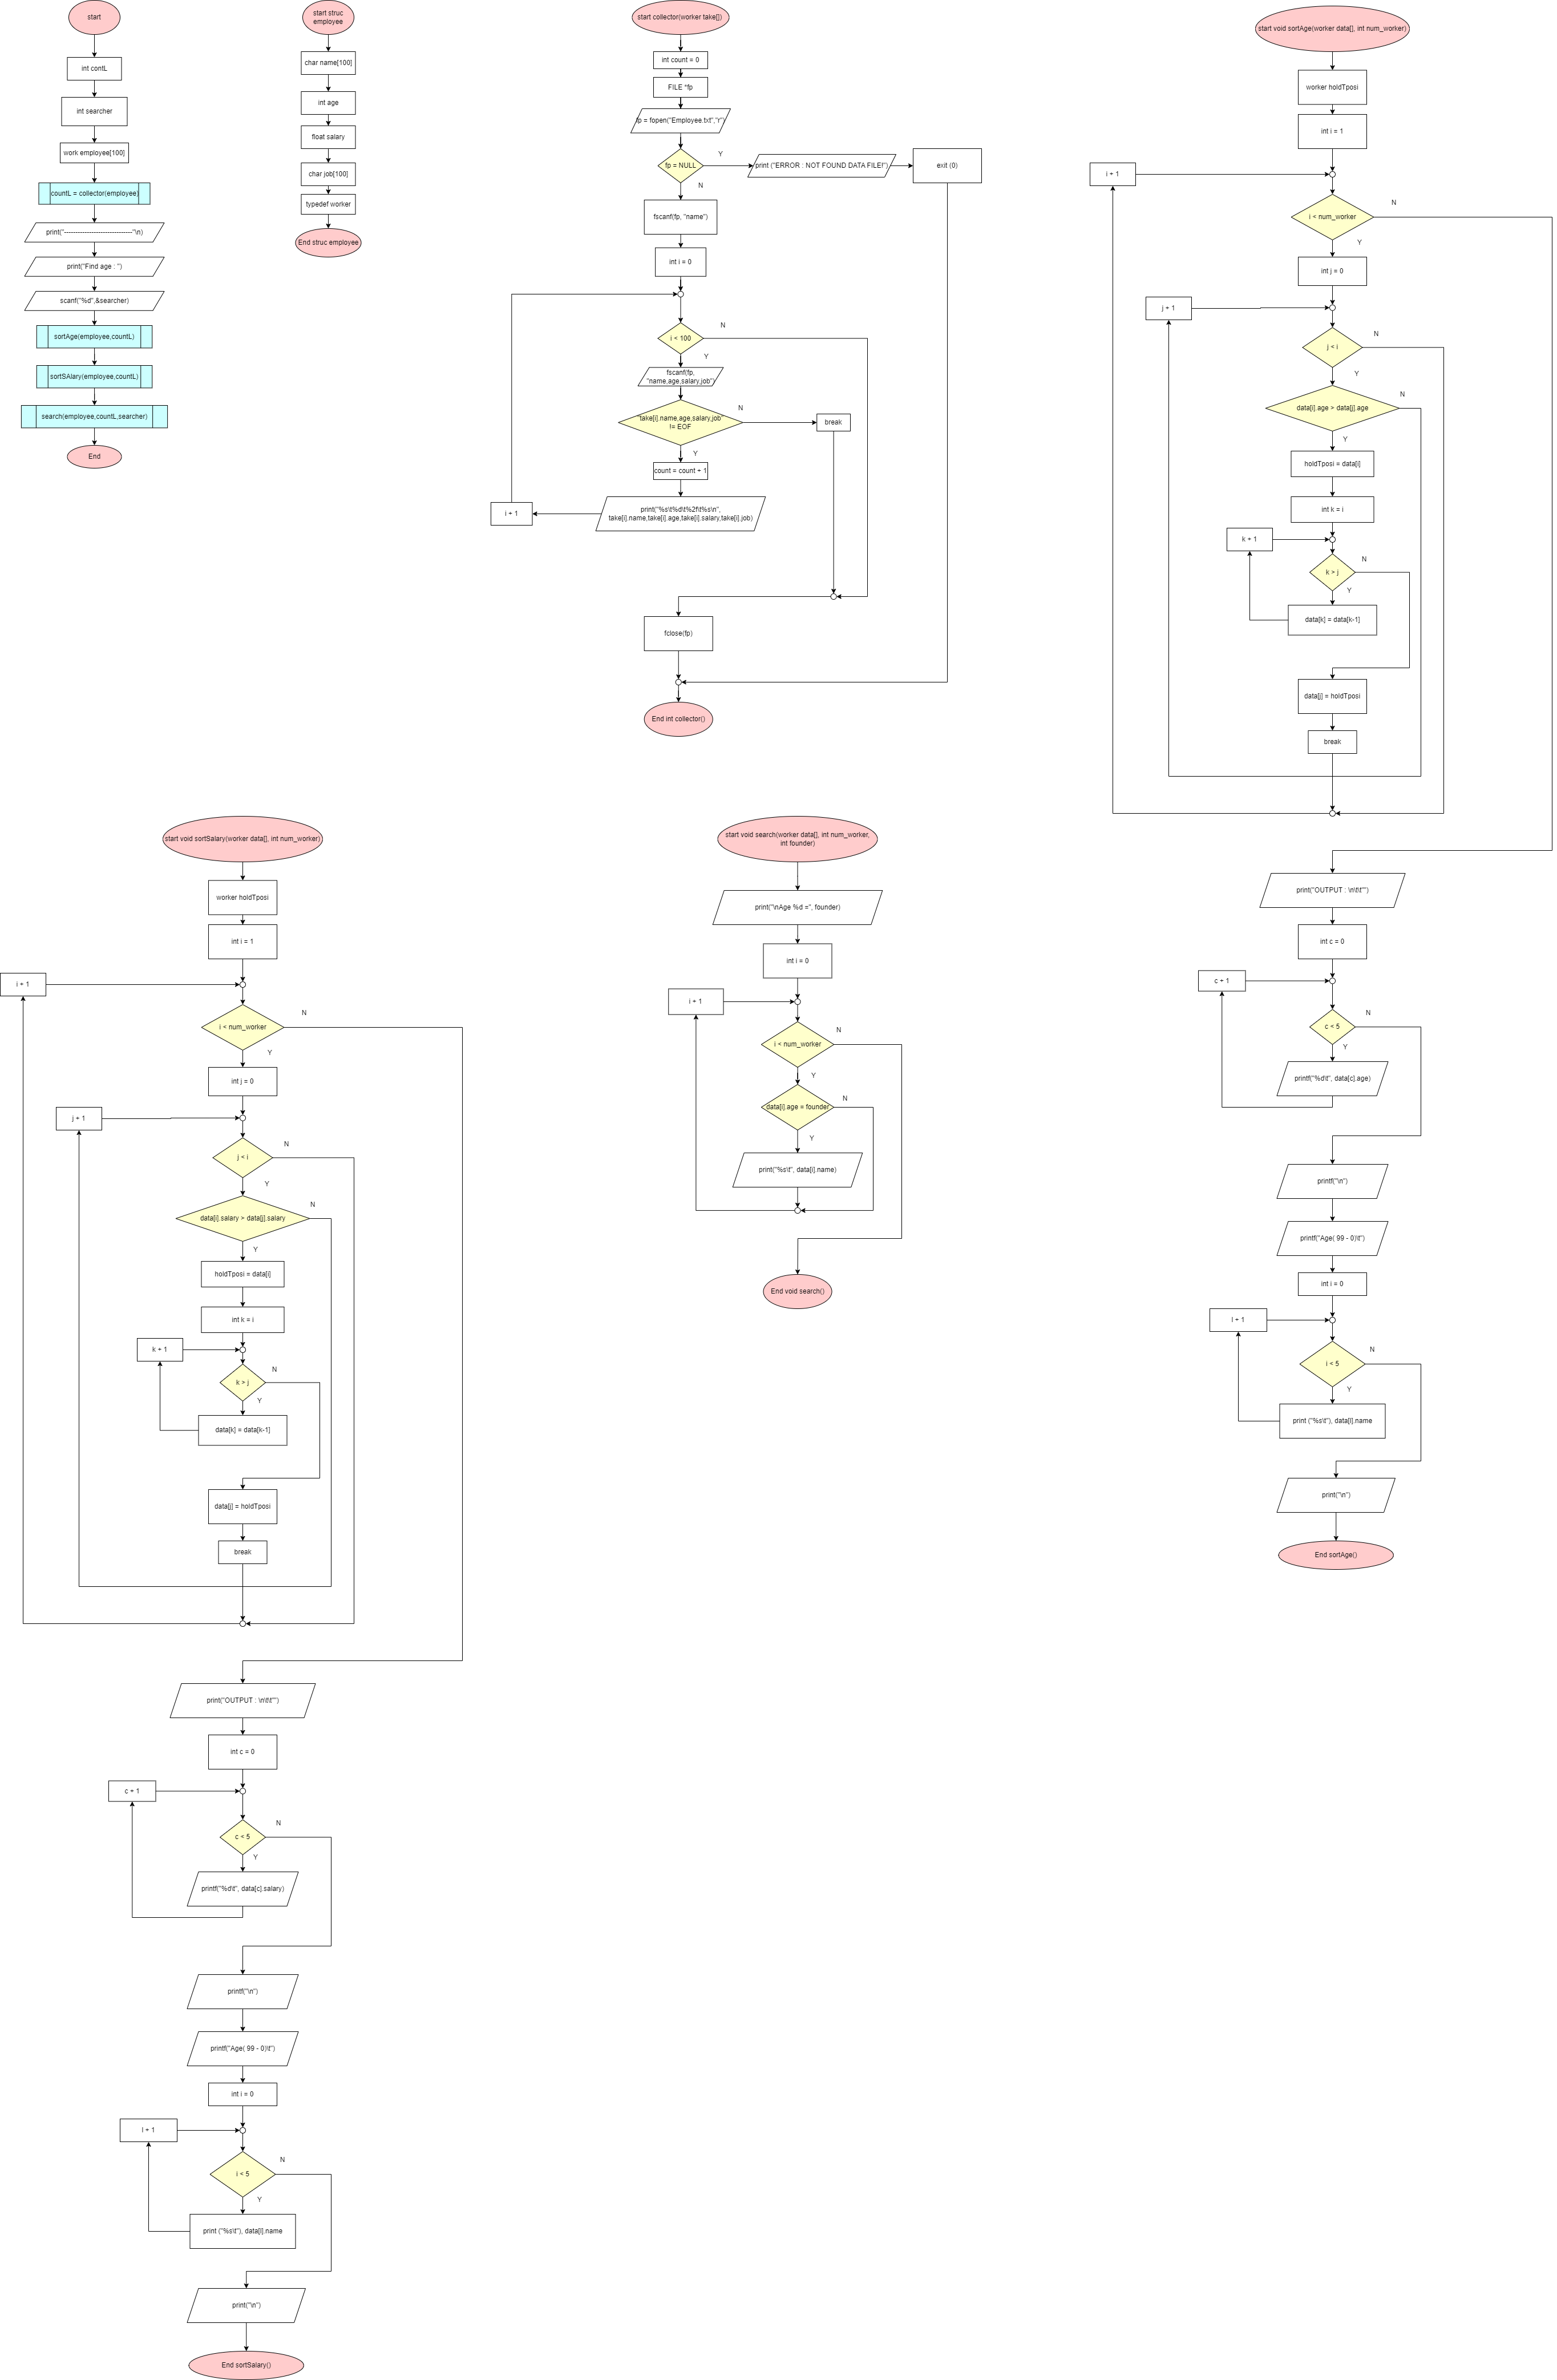 start
int contL
int searcher
work employee[100]
countL = collector(employee)
print("------------------------------"\n)
print("Find age : ")
scanf("%d",&searcher)
sortAge(employee,countL)
sortSAlary(employee,countL)
search(employee,countL,searcher)
End
start struc
employee
char name[100]
int age
float salary
char job[100]
typedef worker
End struc employee
start collector(worker take[])
int count = 0
FILE *fp
fp = fopen("Employee,txt","r")
fp = NULL
Y
print ("ERROR : NOT FOUND DATA FILE!")
exit (0)
N
fscanf(fp, "name")
int i = 0
i < 100
N
Y
fscanf(fp,
"name,age,salary,job")
"take[i].name,age,salary,job"
!= EOF
N
break
Y
count = count + 1
print("%s\t%d\t%2f\t%s\n",
take[i].name,take[i].age,take[i],salary,take[i].job)
i + 1
fclose(fp)
End int collector()
start void sortAge(worker data[], int num_worker)
worker holdTposi
int i = 1
i + 1
i < num_worker
N
Y
int j = 0
j + 1
j < i
N
Y
data[i].age > data[j].age
N
Y
holdTposi = data[i]
int k = i
k + 1
k > j
N
Y
data[k] = data[k-1]
data[j] = holdTposi
break
print("OUTPUT : \n\t\t"")
int c = 0
c + 1
c < 5
N
Y
printf("%d\t", data[c].age)
printf("\n")
printf("Age( 99 - 0)\t")
int i = 0
I + 1
i < 5
N
Y
print ("%s\t"), data[I].name
print("\n")
End sortAge()
start void sortSalary(worker data[], int num_worker)
worker holdTposi
int i = 1
i + 1
i < num_worker
N
Y
int j = 0
j + 1
j < i
N
Y
data[i].salary > data[j].salary
N
Y
holdTposi = data[i]
int k = i
k + 1
k > j
N
Y
data[k] = data[k-1]
data[j] = holdTposi
break
print("OUTPUT : \n\t\t"")
int c = 0
c + 1
c < 5
N
Y
printf("%d\t", data[c].salary)
printf("\n")
printf("Age( 99 - 0)\t")
int i = 0
I + 1
i < 5
N
Y
print ("%s\t"), data[I].name
print("\n")
End sortSalary()
start void search(worker data[], int num_worker,
int founder)
print("\nAge %d =", founder)
int i = 0
i + 1
i < num_worker
N
Y
data[i].age = founder
N
Y
print("%s\t", data[i].name)
End void search()